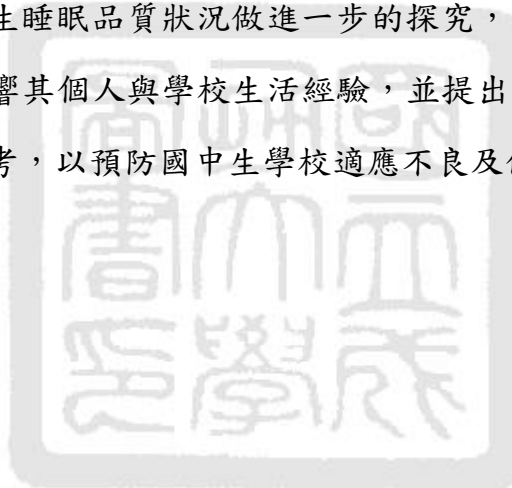 生睡眠品質狀況做進一步的探究，
響其個人與學校生活經驗，並提出
考，以預防國中生學校適應不良及